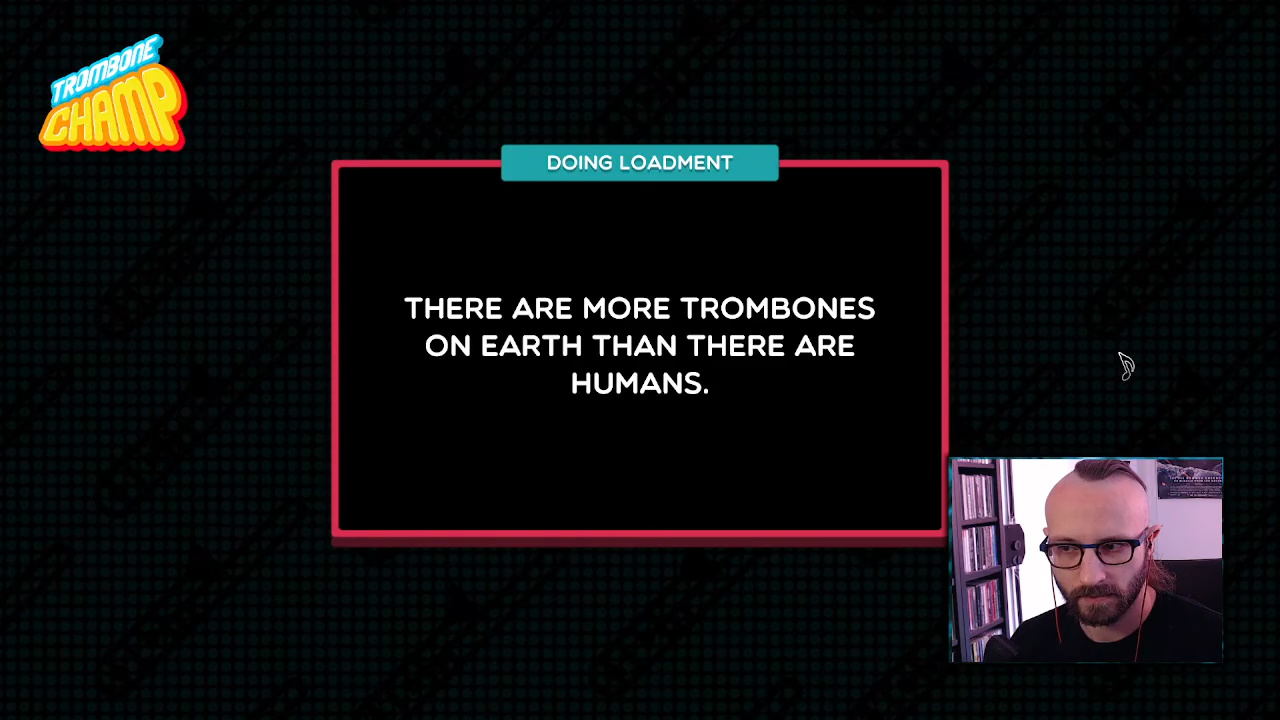 TROMBONE
CHAMP
DOING LOADMENT
THERE ARE MORE TROMBONES
ON EARTH THAN THERE ARE
HUMANS.